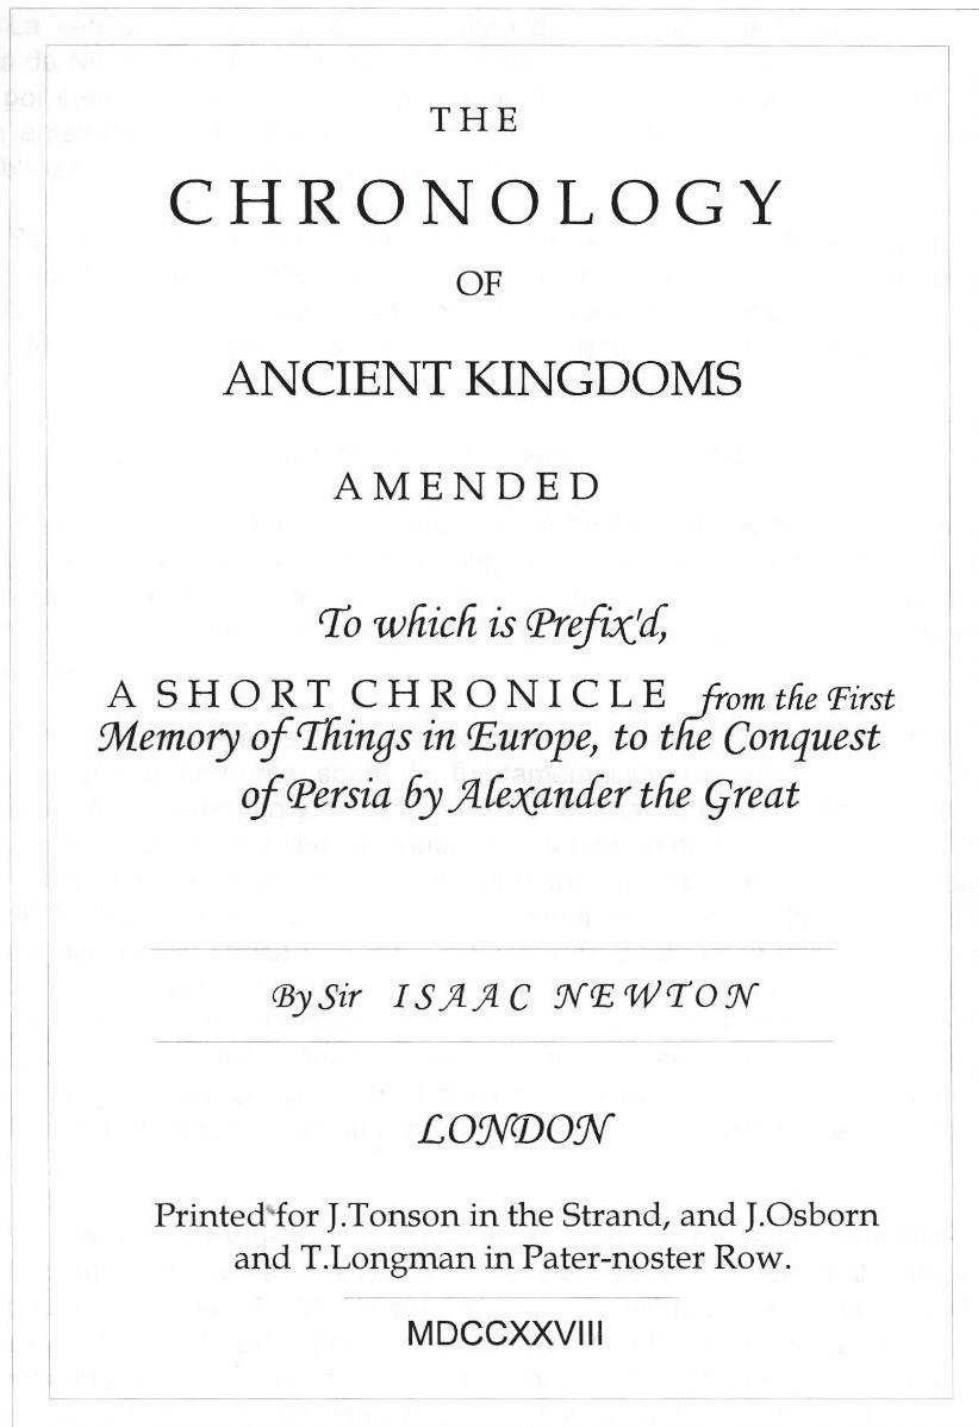 THE
CHRONOLOGY
OF
ANCIENT KINGDOMS
AMENDED
To which is Prefix'd,
A SHORT CHRONICLE from the First
Memory of Things in Europe, to the Conquest
of Persia by Alexander the Great
By Sir ISAAC NEWTON
LONDON
Printed for J.Tonson in the Strand, and J.Osborn
and T.Longman in Pater-noster Row.
MDCCXXVIII